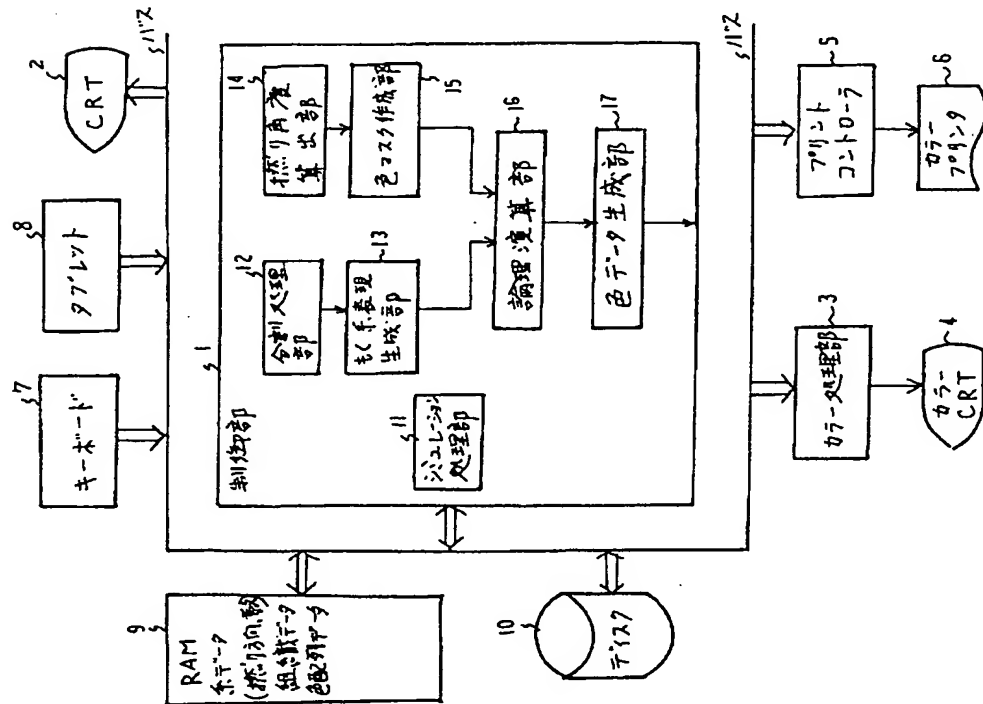 7
キーボード
8
タブレット
2
CRT
バス
9
RAM
糸データ
(撚り方向、数)
組織データ
色配列データ
10
ディスク
1
制御部
11
シミュレーション
処理部
12
分割処理
部
13
もく糸表現
生成部
14
撚り角度
算出部
15
色マスク作成部
16
論理演算部
17
色データ生成部
バス
3
カラー処理部
4
カラー
CRT
5
プリント
コントローラ
6
カラー
プリンタ